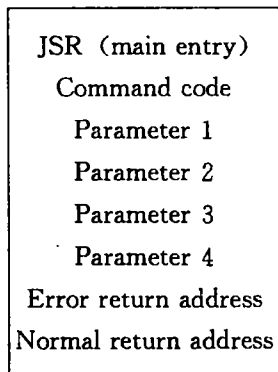 JSR (main entry)
Command code
Parameter 1
Parameter 2
Parameter 3
Parameter 4
Error return address
Normal return address